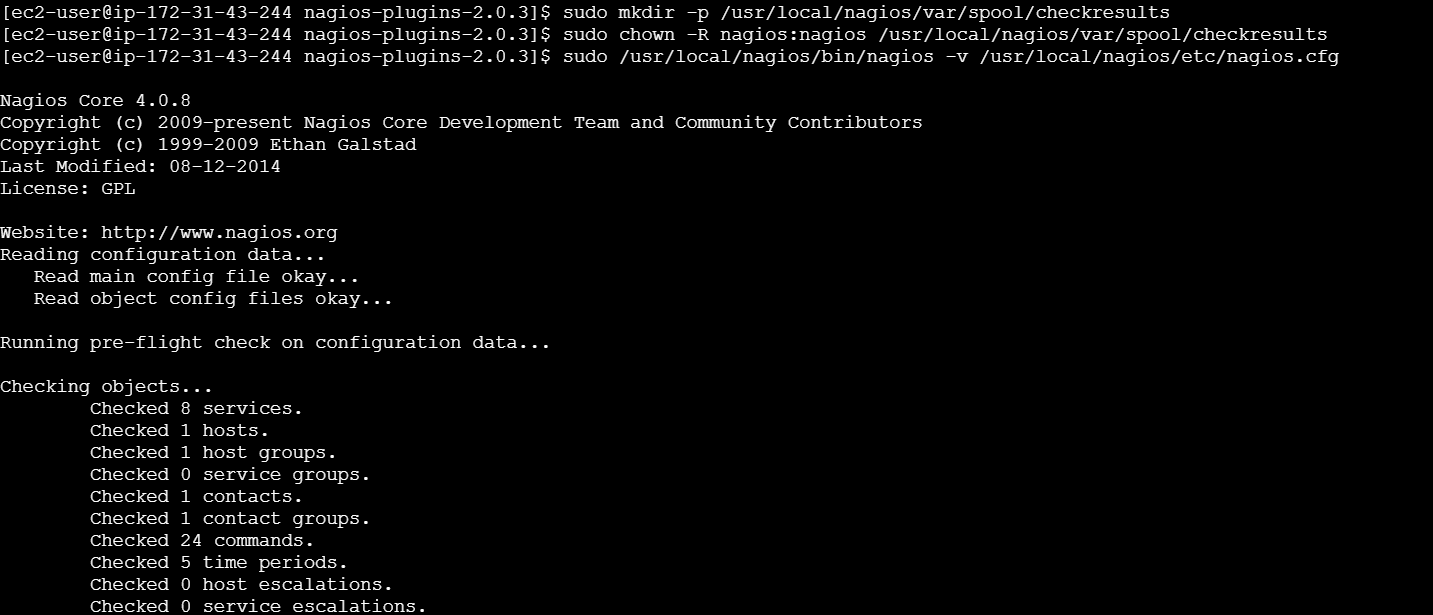 [ec2-user@ip-172-31-43-244 nagios-plugins-2.0.3]$ sudo mkdir -p /usr/local/nagios/var/spool/checkresults
[ec2-user@ip-172-31-43-244 nagios-plugins-2.0.3]$ sudo chown -R nagios:nagios /usr/local/nagios/var/spool/checkresults
[ec2-user@ip-172-31-43-244 nagios-plugins-2.0.3]$ sudo /usr/local/nagios/bin/nagios -v /usr/local/nagios/etc/nagios.cfg
Nagios Core 4.0.8
Copyright (c) 2009-present Nagios Core Development Team and Community Contributors
Copyright (c) 1999-2009 Ethan Galstad
Last Modified: 08-12-2014
License: GPL
Website: http://www.nagios.org
Reading configuration data...
Read main config file okay...
Read object config files okay...
Running pre-flight check on configuration data...
Checking objects...
Checked 8 services.
Checked 1 hosts.
Checked 1 host groups.
Checked 0 service groups.
Checked 1 contacts.
Checked 1 contact groups.
Checked 24 commands.
Checked 5 time periods.
Checked 0 host escalations.
Checked 0 service escalations.